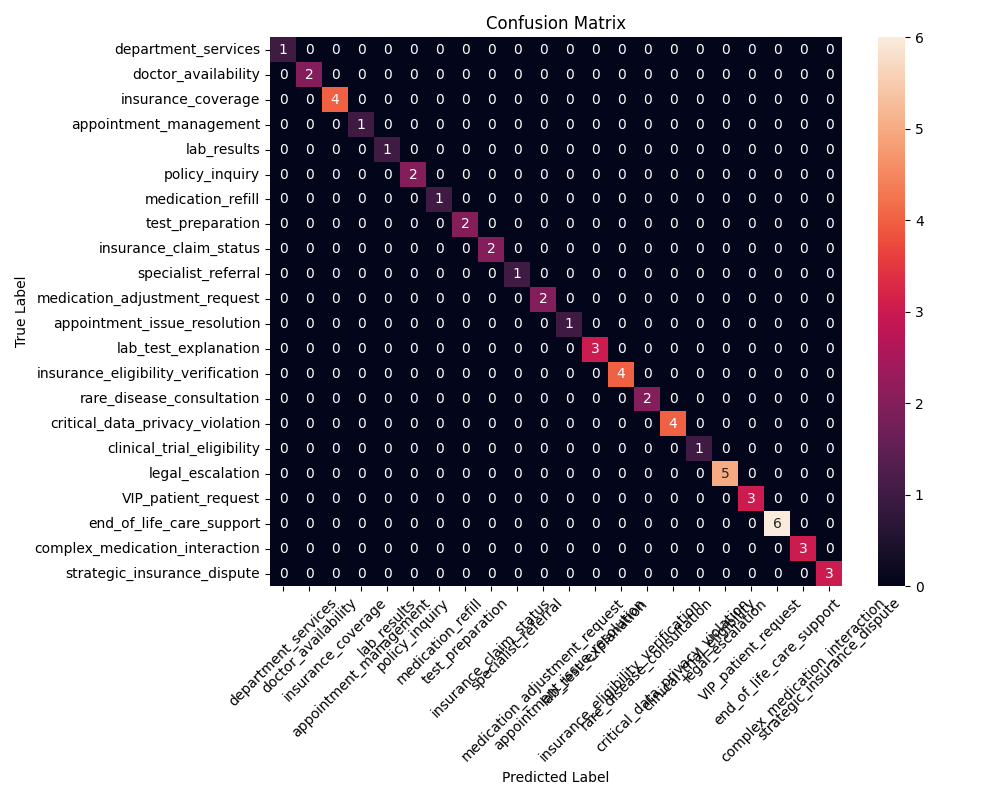 Confusion Matrix
True Label
department_services 1 0 0 0 0 0 0 0 0 0 0 0 0 0 0 0 0 0 0 0 0 0
doctor_availability 0 2 0 0 0 0 0 0 0 0 0 0 0 0 0 0 0 0 0 0 0 0
insurance_coverage 0 0 4 0 0 0 0 0 0 0 0 0 0 0 0 0 0 0 0 0 0 0
appointment_management 0 0 0 1 0 0 0 0 0 0 0 0 0 0 0 0 0 0 0 0 0 0
lab_results 0 0 0 0 1 0 0 0 0 0 0 0 0 0 0 0 0 0 0 0 0 0
policy_inquiry 0 0 0 0 0 2 0 0 0 0 0 0 0 0 0 0 0 0 0 0 0 0
medication_refill 0 0 0 0 0 0 1 0 0 0 0 0 0 0 0 0 0 0 0 0 0 0
test_preparation 0 0 0 0 0 0 0 2 0 0 0 0 0 0 0 0 0 0 0 0 0 0
insurance_claim_status 0 0 0 0 0 0 0 0 2 0 0 0 0 0 0 0 0 0 0 0 0 0
specialist_referral 0 0 0 0 0 0 0 0 0 1 0 0 0 0 0 0 0 0 0 0 0 0
medication_adjustment_request 0 0 0 0 0 0 0 0 0 0 2 0 0 0 0 0 0 0 0 0 0 0
appointment_issue_resolution 0 0 0 0 0 0 0 0 0 0 0 1 0 0 0 0 0 0 0 0 0 0
lab_test_explanation 0 0 0 0 0 0 0 0 0 0 0 0 3 0 0 0 0 0 0 0 0 0
insurance_eligibility_verification 0 0 0 0 0 0 0 0 0 0 0 0 0 4 0 0 0 0 0 0 0 0
rare_disease_consultation 0 0 0 0 0 0 0 0 0 0 0 0 0 0 2 0 0 0 0 0 0 0
critical_data_privacy_violation 0 0 0 0 0 0 0 0 0 0 0 0 0 0 0 4 0 0 0 0 0 0
clinical_trial_eligibility 0 0 0 0 0 0 0 0 0 0 0 0 0 0 0 0 1 0 0 0 0 0
legal_escalation 0 0 0 0 0 0 0 0 0 0 0 0 0 0 0 0 0 5 0 0 0 0
VIP_patient_request 0 0 0 0 0 0 0 0 0 0 0 0 0 0 0 0 0 0 3 0 0 0
end_of_life_care_support 0 0 0 0 0 0 0 0 0 0 0 0 0 0 0 0 0 0 0 6 0 0
complex_medication_interaction 0 0 0 0 0 0 0 0 0 0 0 0 0 0 0 0 0 0 0 0 3 0
strategic_insurance_dispute 0 0 0 0 0 0 0 0 0 0 0 0 0 0 0 0 0 0 0 0 0 3
department_services
doctor_availability
insurance_coverage
appointment_management
lab_results
policy_inquiry
medication_refill
test_preparation
insurance_claim_status
specialist_referral
medication_adjustment_request
appointment_issue_resolution
lab_test_explanation
insurance_eligibility_verification
rare_disease_consultation
critical_data_privacy_violation
clinical_trial_eligibility
legal_escalation
VIP_patient_request
end_of_life_care_support
complex_medication_interaction
strategic_insurance_dispute
Predicted Label
6
5
4
3
2
1
0